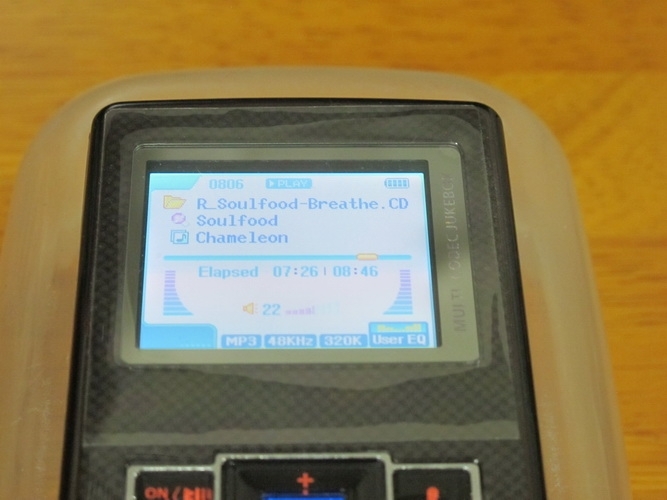 0806 PLAY
R_Soulfood-Breathe.CD
Soulfood
Chameleon
Elapsed 07:26 | 08:46
22
MP3 48KHz 320K User EQ
MULTI CODEC JUKEBOX
ON /
+